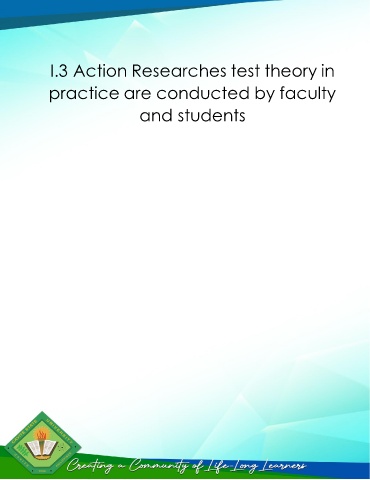 I.3 Action Researches test theory in
practice are conducted by faculty
and students
Creating a Community of Life Long Learners